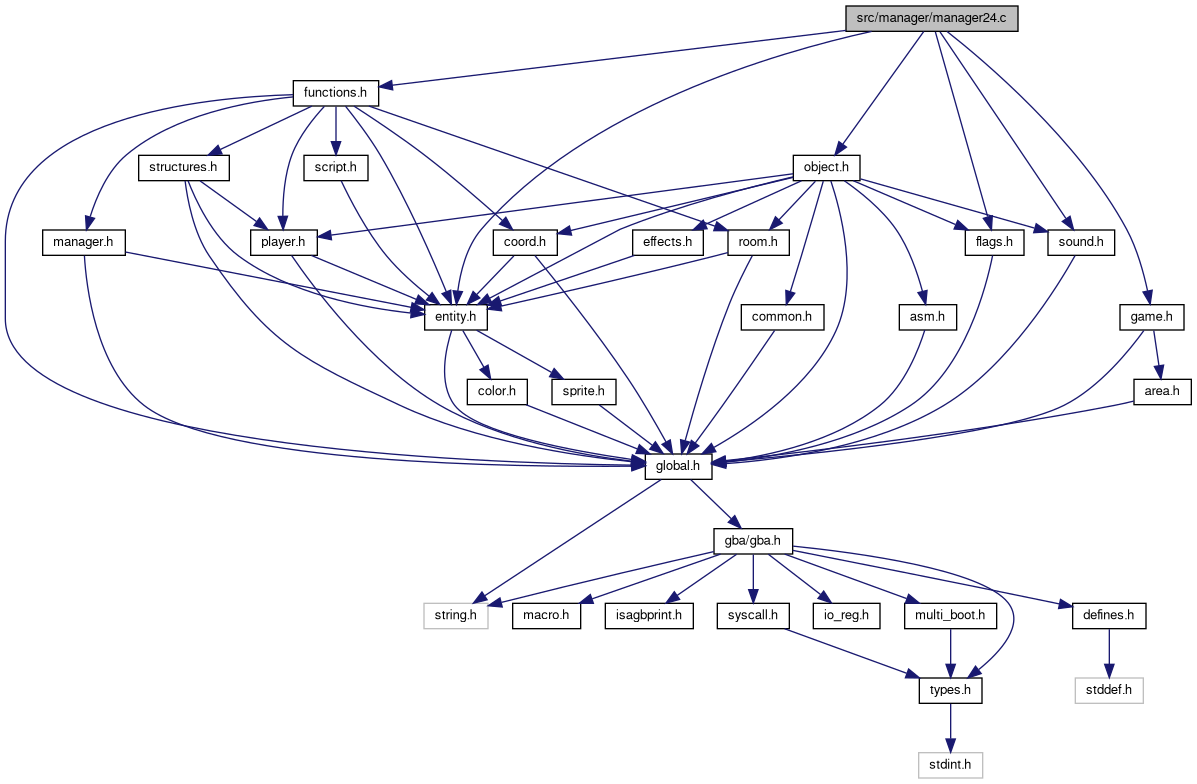 src/manager/manager24.c
functions.h
structures.h
script.h
object.h
manager.h
player.h
coord.h
effects.h
room.h
flags.h
sound.h
entity.h
common.h
asm.h
game.h
color.h
sprite.h
area.h
global.h
gba/gba.h
string.h
macro.h
isagbprint.h
syscall.h
io_reg.h
multi_boot.h
defines.h
types.h
stddef.h
stdint.h